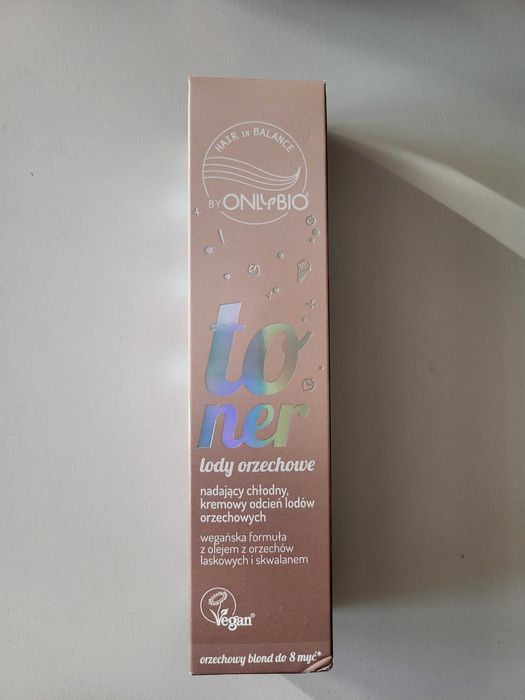 HAIR IN BALANCE
BY ONLYBIO®
to
ner
lody orzechowe
nadający chłodny,
kremowy odcień lodów
orzechowych
wegańska formuła
z olejem z orzechów
laskowych i skwalanem
Vegan®
orzechowy blond do 8 myć*